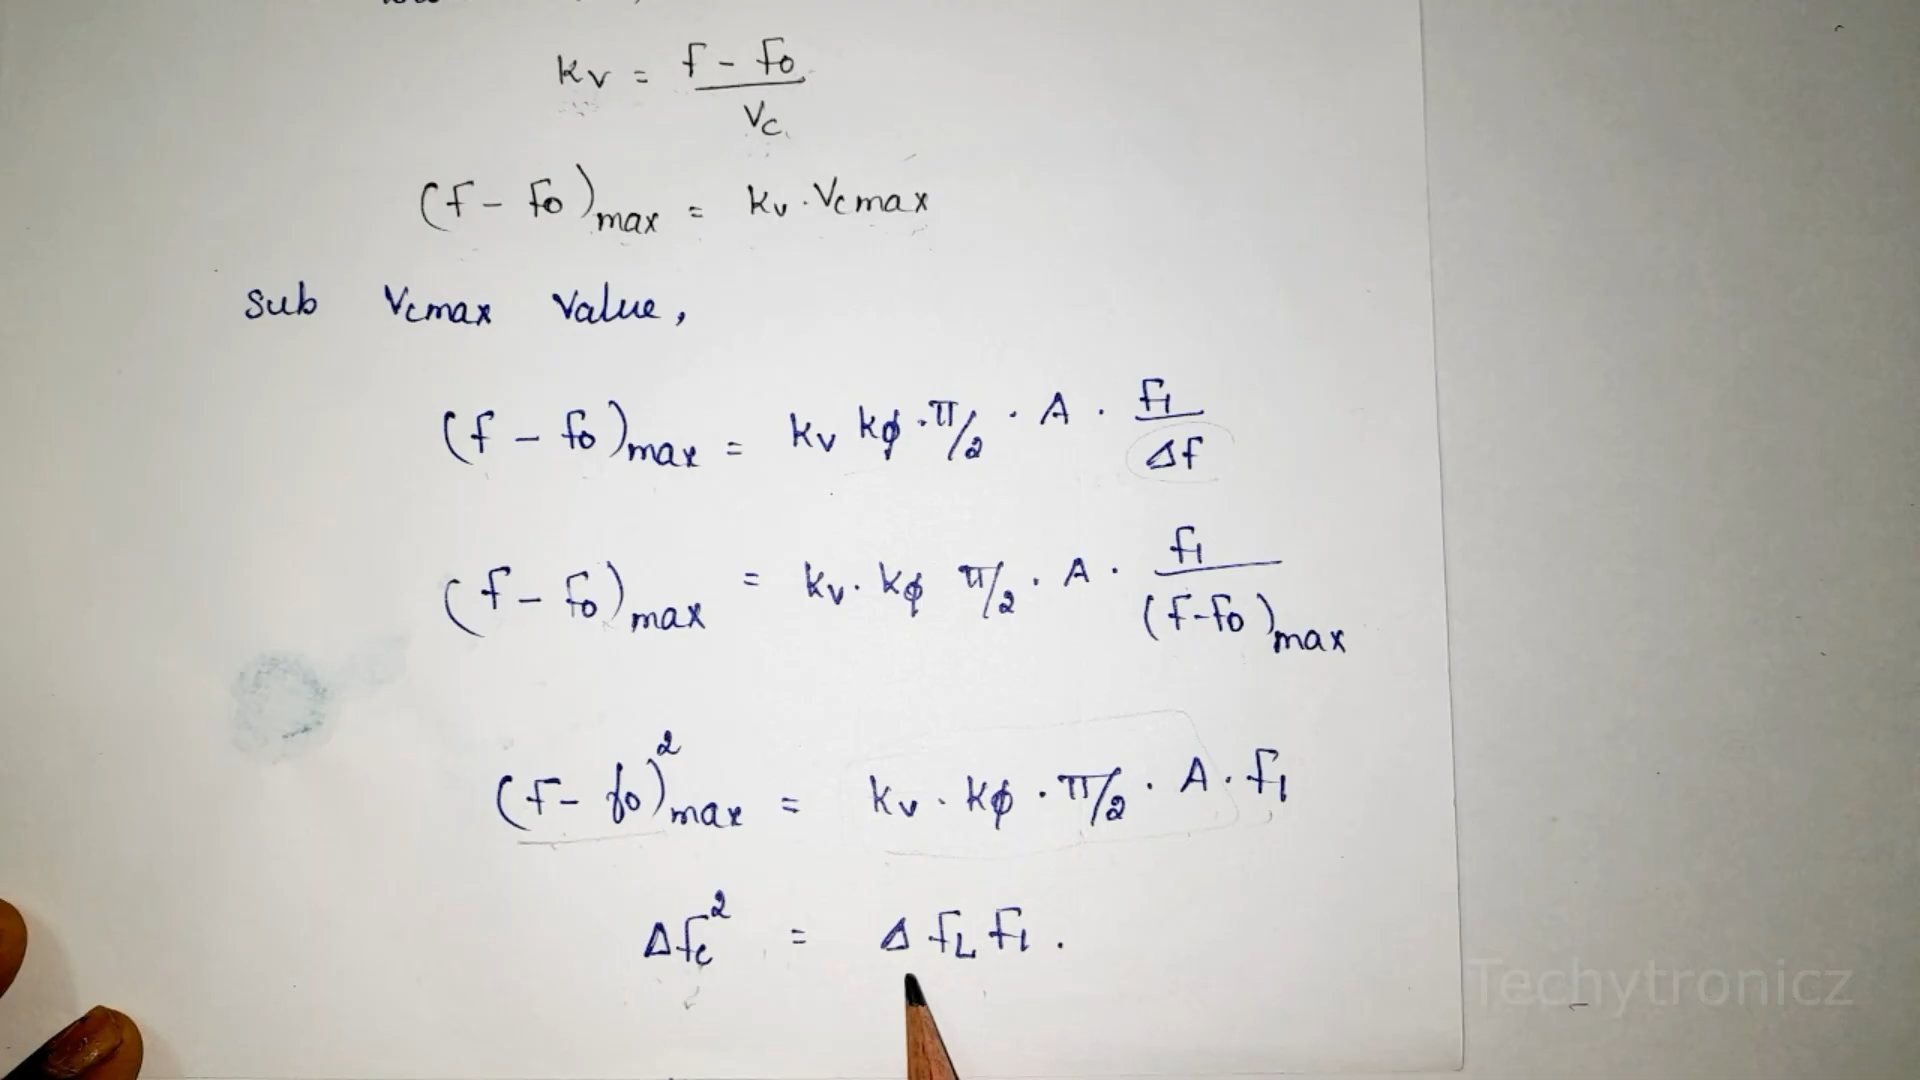 Kv = f - fo / Vc
(f - fo)max = Kv . Vcmax
Sub Vcmax Value,
(f - fo)max = Kv Kϕ . π/2 . A . f1 / Δf
(f - fo)max = Kv . Kϕ π/2 . A . f1 / (f-fo)max
(f - fo)²max = Kv . Kϕ . π/2 . A . f1
Δfc² = Δ fL f1 .
Techytronicz